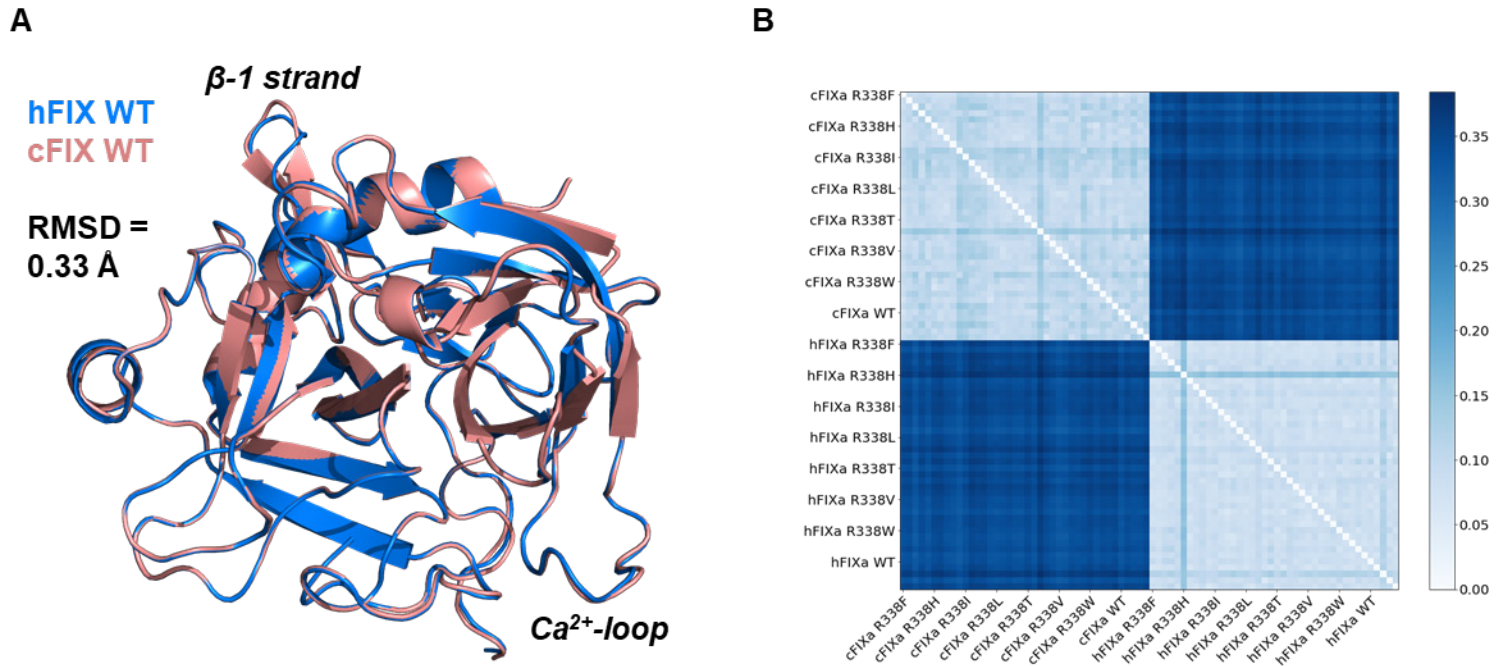 A
β-1 strand
hFIX WT
cFIX WT
RMSD =
0.33 Å
Ca²⁺-loop
B
cFIXa R338F
cFIXa R338H
cFIXa R338I
cFIXa R338L
cFIXa R338T
cFIXa R338V
cFIXa R338W
cFIXa WT
hFIXa R338F
hFIXa R338H
hFIXa R338I
hFIXa R338L
hFIXa R338T
hFIXa R338V
hFIXa R338W
hFIXa WT
cFIXa R338F
cFIXa R338H
cFIXa R338I
cFIXa R338L
cFIXa R338T
cFIXa R338V
cFIXa R338W
cFIXa WT
hFIXa R338F
hFIXa R338H
hFIXa R338I
hFIXa R338L
hFIXa R338T
hFIXa R338V
hFIXa R338W
hFIXa WT
0.35
0.30
0.25
0.20
0.15
0.10
0.05
0.00